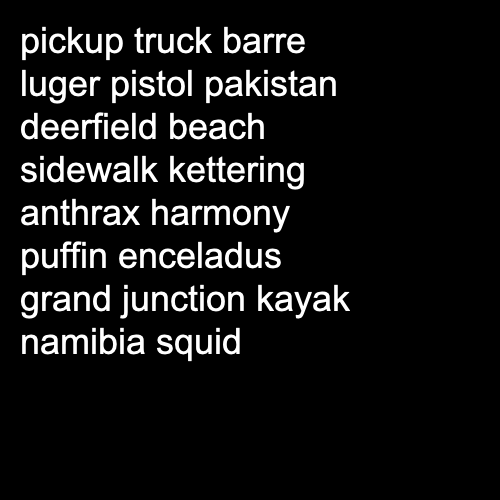 pickup truck barre
luger pistol pakistan
deerfield beach
sidewalk kettering
anthrax harmony
puffin enceladus
grand junction kayak
namibia squid